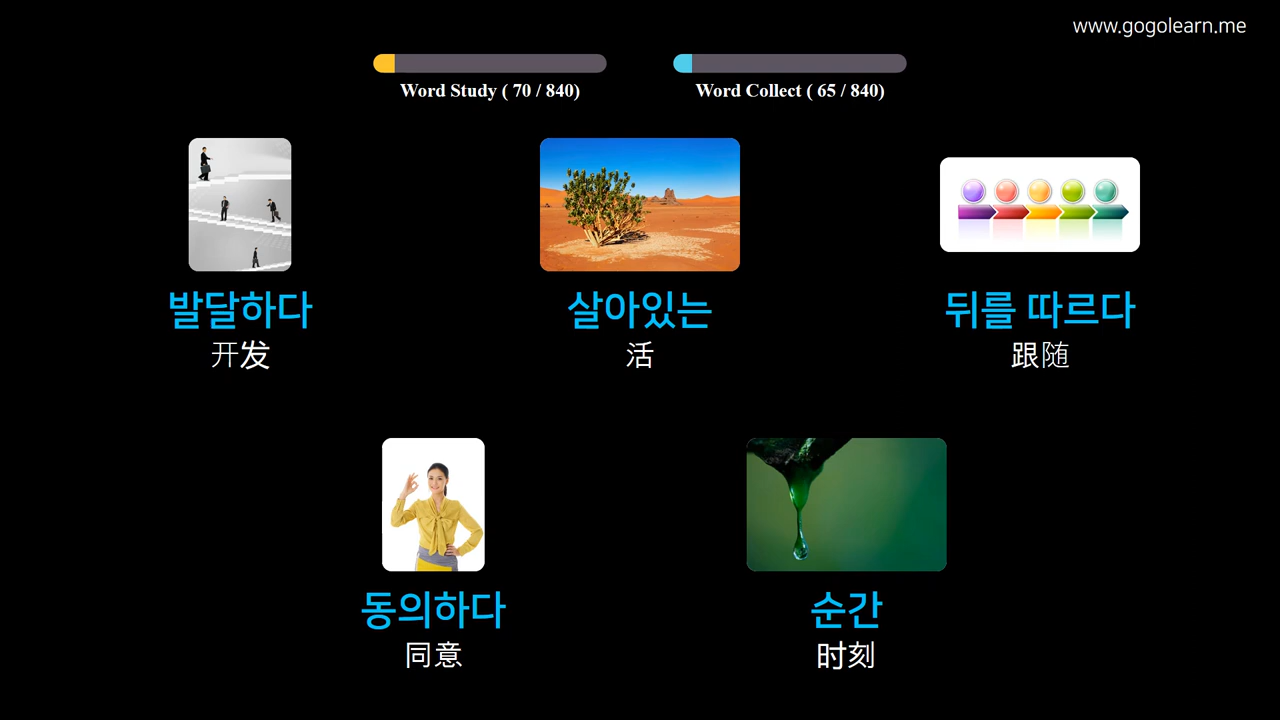 www.gogolearn.me
Word Study ( 70 / 840)
Word Collect ( 65 / 840)
발달하다
开发
살아있는
活
뒤를 따르다
跟随
동의하다
同意
순간
时刻